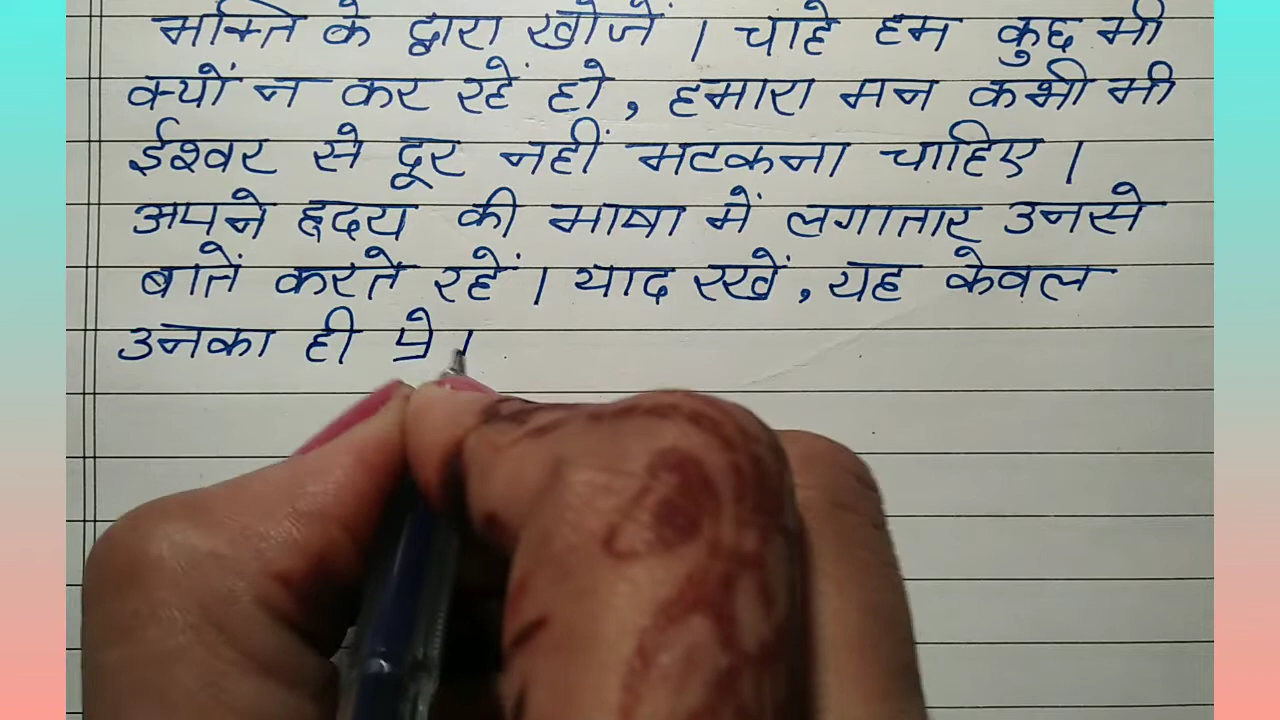 भक्ति के द्वारा खोजें । चाहे हम कुछ भी
क्यों न कर रहें हो, हमारा मन कभी भी
ईश्वर से दूर नहीं भटकना चाहिए ।
अपने हृदय की भाषा में लगातार उनसे
बातें करते रहें । याद रखें, यह केवल
उनका ही प्रे